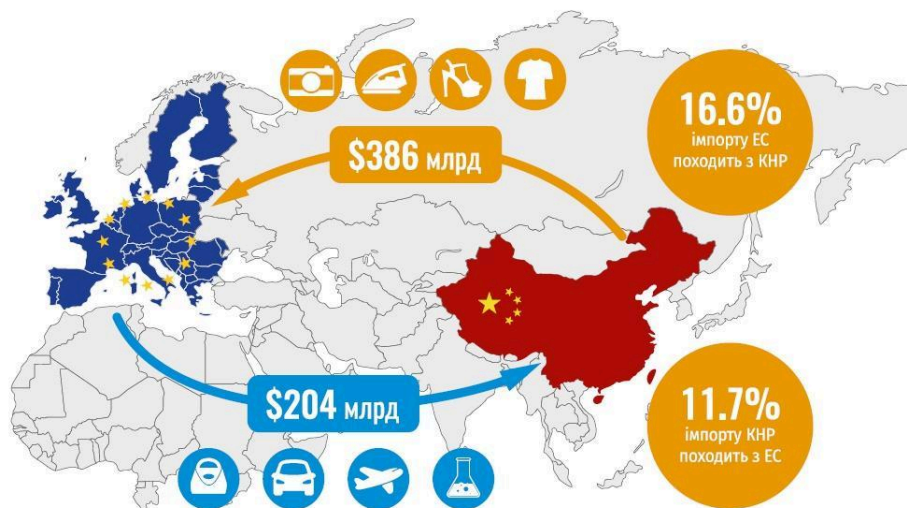 $386 млрд
16.6%
імпорту ЕС
походить з КНР
$204 млрд
11.7%
імпорту КНР
походить з ЕС